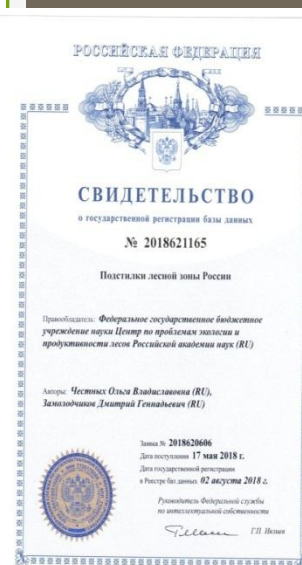 РОССИЙСКАЯ ФЕДЕРАЦИЯ
СВИДЕТЕЛЬСТВО
о государственной регистрации базы данных
№ 2018621165
Подстилки лесной зоны России
Правообладатель: Федеральное государственное бюджетное
учреждение науки Центр по проблемам экологии и
продуктивности лесов Российской академии наук (RU)
Авторы: Честных Ольга Владиславовна (RU),
Замолодчиков Дмитрий Геннадьевич (RU)
Заявка № 2018620606
Дата поступления 17 мая 2018 г.
Дата государственной регистрации
в Реестре баз данных 02 августа 2018 г.
Руководитель Федеральной службы
по интеллектуальной собственности
Г.П. Ивлиев